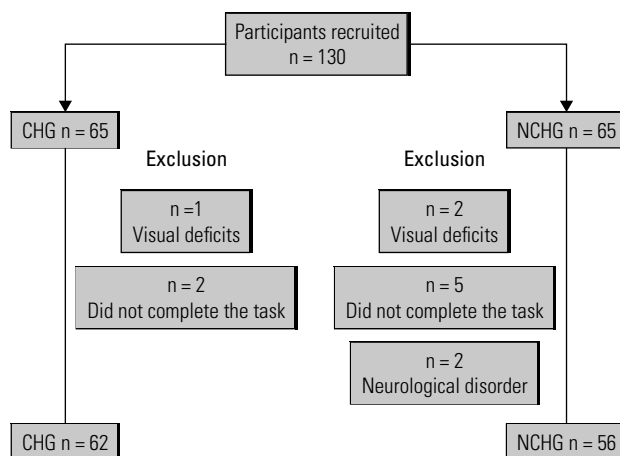 Participants recruited
n = 130
CHG n = 65
NCHG n = 65
Exclusion
Exclusion
n =1
Visual deficits
n = 2
Visual deficits
n = 2
Did not complete the task
n = 5
Did not complete the task
n = 2
Neurological disorder
CHG n = 62
NCHG n = 56